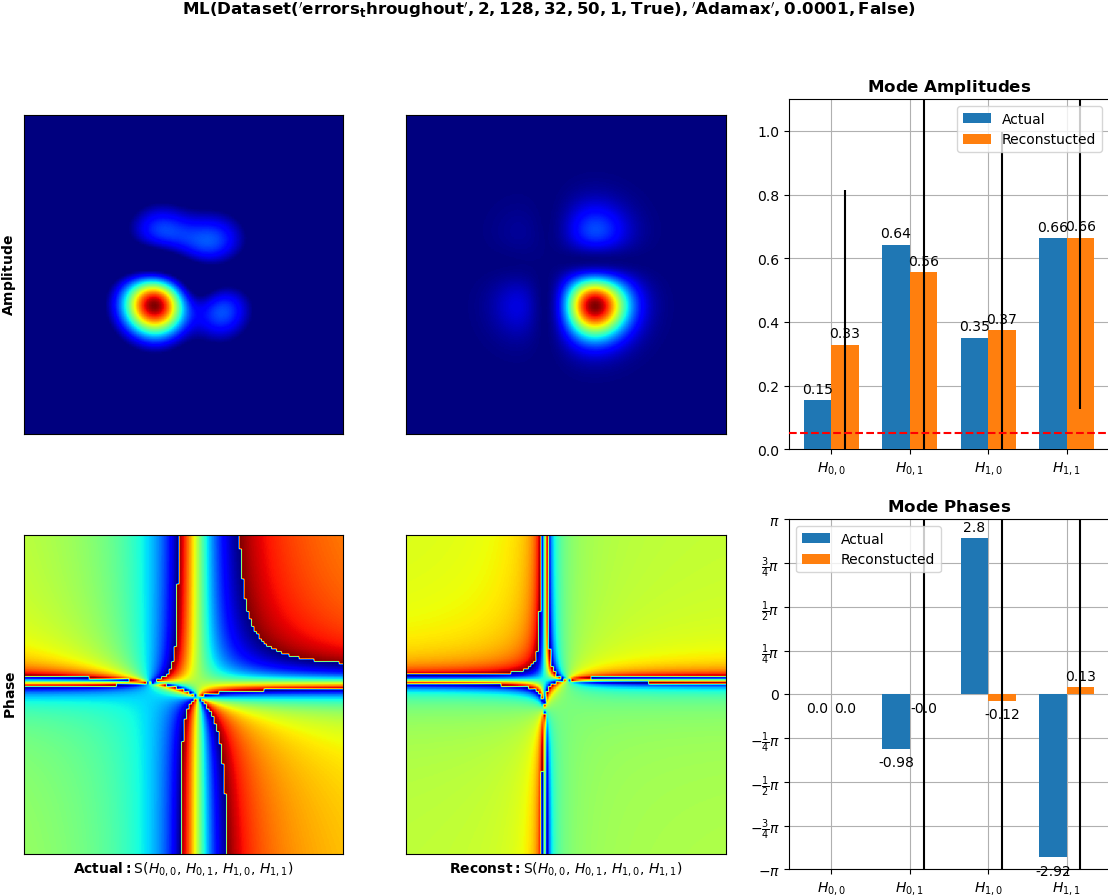 ML(Dataset('errors_throughout', 2, 128, 32, 50, 1, True), 'Adamax', 0.0001, False)
Mode Amplitudes
Actual
Reconstucted
1.0
0.8
0.6
0.4
0.2
0.0
0.15
0.33
0.64
0.56
0.35
0.37
0.66
0.66
H0,0
H0,1
H1,0
H1,1
Amplitude
Mode Phases
Actual
Reconstucted
π
3/4π
1/2π
1/4π
0
−1/4π
−1/2π
−3/4π
−π
0.0
0.0
-0.98
-0.0
2.8
-0.12
-2.92
0.13
H0,0
H0,1
H1,0
H1,1
Phase
Actual: S(H0,0, H0,1, H1,0, H1,1)
Reconst: S(H0,0, H0,1, H1,0, H1,1)